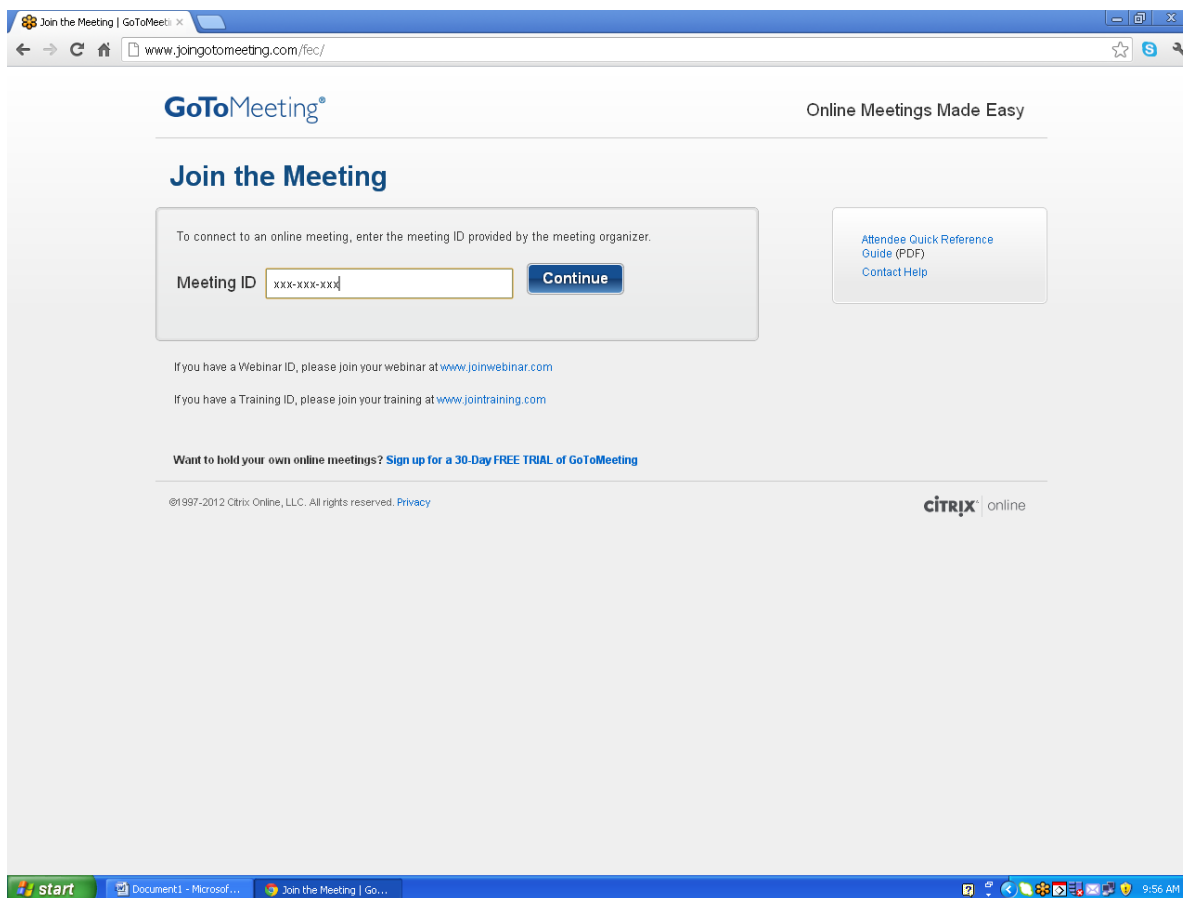 Join the Meeting | GoToMeeti
www.joingotomeeting.com/fec/
GoToMeeting®
Online Meetings Made Easy
Join the Meeting
To connect to an online meeting, enter the meeting ID provided by the meeting organizer.
Meeting ID xxx-xxx-xxx Continue
Attendee Quick Reference
Guide (PDF)
Contact Help
If you have a Webinar ID, please join your webinar at www.joinwebinar.com
If you have a Training ID, please join your training at www.jointraining.com
Want to hold your own online meetings? Sign up for a 30-Day FREE TRIAL of GoToMeeting
©1997-2012 Citrix Online, LLC. All rights reserved. Privacy
CİTRIX online
start Document1 - Microsof... Join the Meeting | Go... 9:56 AM